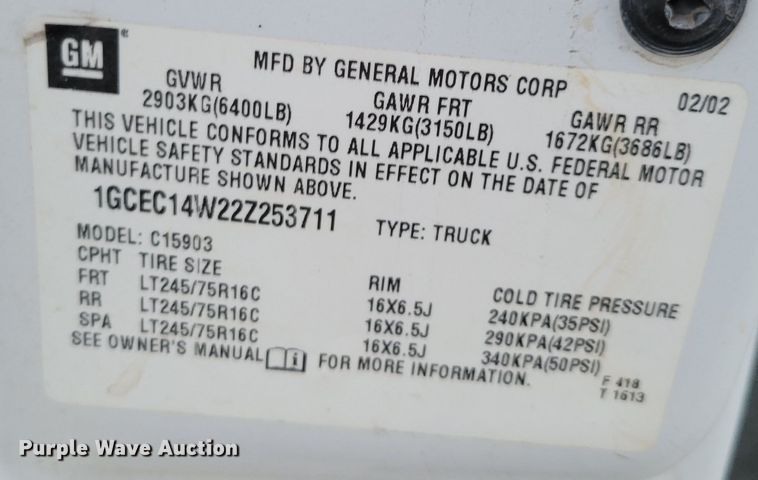 GM
MFD BY GENERAL MOTORS CORP 02/02
GVWR GAWR FRT GAWR RR
2903KG(6400LB) 1429KG(3150LB) 1672KG(3686LB)
THIS VEHICLE CONFORMS TO ALL APPLICABLE U.S. FEDERAL MOTOR
VEHICLE SAFETY STANDARDS IN EFFECT ON THE DATE OF
MANUFACTURE SHOWN ABOVE.
1GCEC14W22Z253711 TYPE: TRUCK
MODEL: C15903
CPHT TIRE SIZE RIM COLD TIRE PRESSURE
FRT LT245/75R16C 16X6.5J 240KPA(35PSI)
RR LT245/75R16C 16X6.5J 290KPA(42PSI)
SPA LT245/75R16C 16X6.5J 340KPA(50PSI)
SEE OWNER'S MANUAL i FOR MORE INFORMATION.
F 418
T 1613
Purple Wave Auction